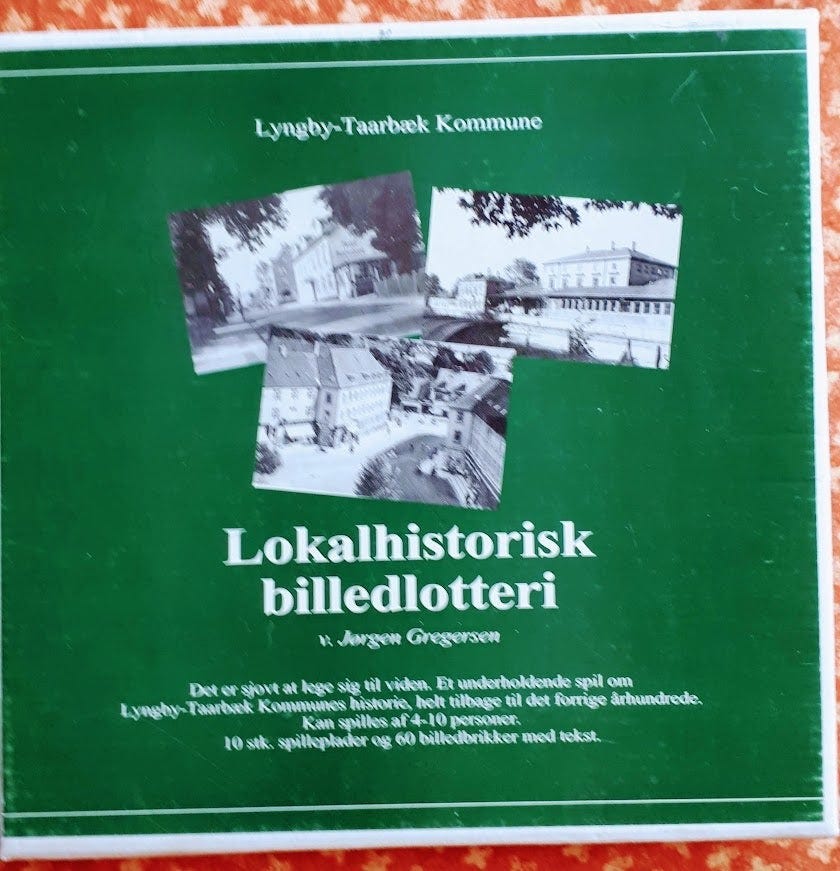 Lyngby-Taarbæk Kommune
Lokalhistorisk
billedlotteri
v. Jørgen Gregersen
Det er sjovt at lege sig til viden. Et underholdende spil om
Lyngby-Taarbæk Kommunes historie, helt tilbage til det forrige århundrede.
Kan spilles af 4-10 personer.
10 stk. spilleplader og 60 billedbrikker med tekst.